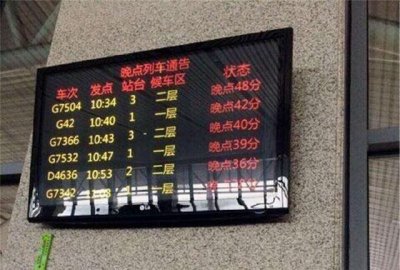 晚点列车通告
车次 发点 站台 候车区 状态
G7504 10:34 3 二层 晚点48分
G42 10:40 1 一层 晚点42分
G7366 10:43 3 二层 晚点40分
G7532 10:47 1 一层 晚点39分
D4636 10:53 2 二层 晚点36分
G7342 1 一层
LG